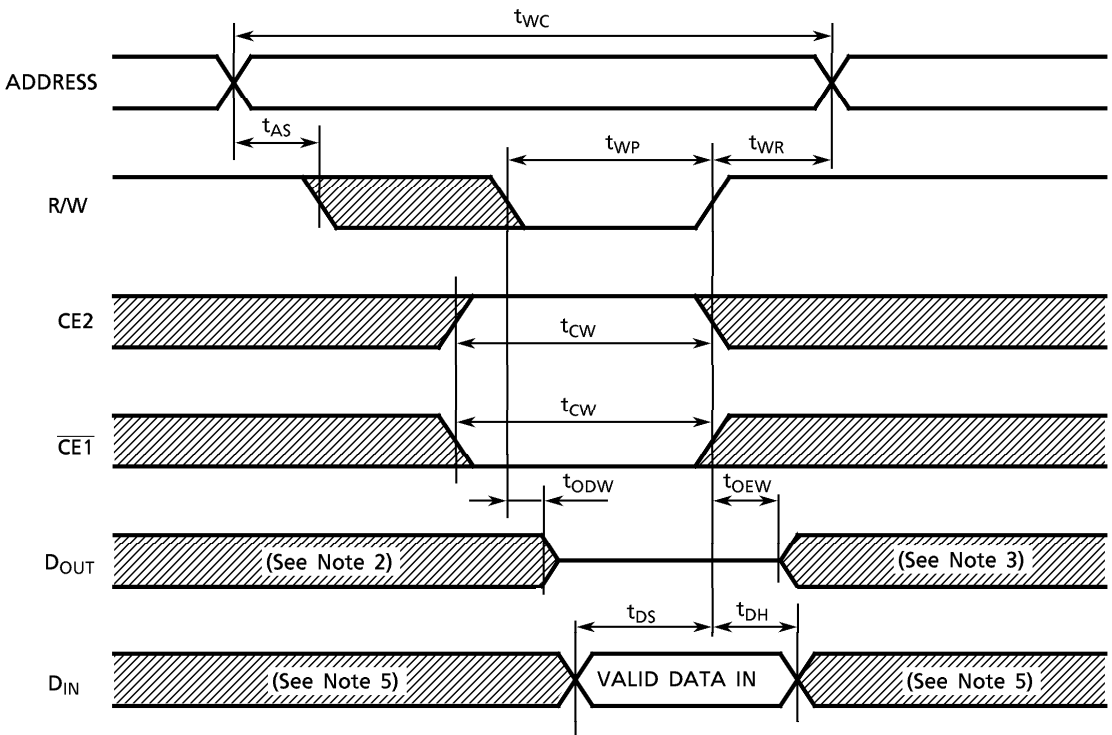 tWC
ADDRESS
tAS
tWP
tWR
R/W
CE2
tCW
tCW
CE1
tODW
tOEW
DOUT
(See Note 2)
(See Note 3)
tDS
tDH
DIN
(See Note 5)
VALID DATA IN
(See Note 5)